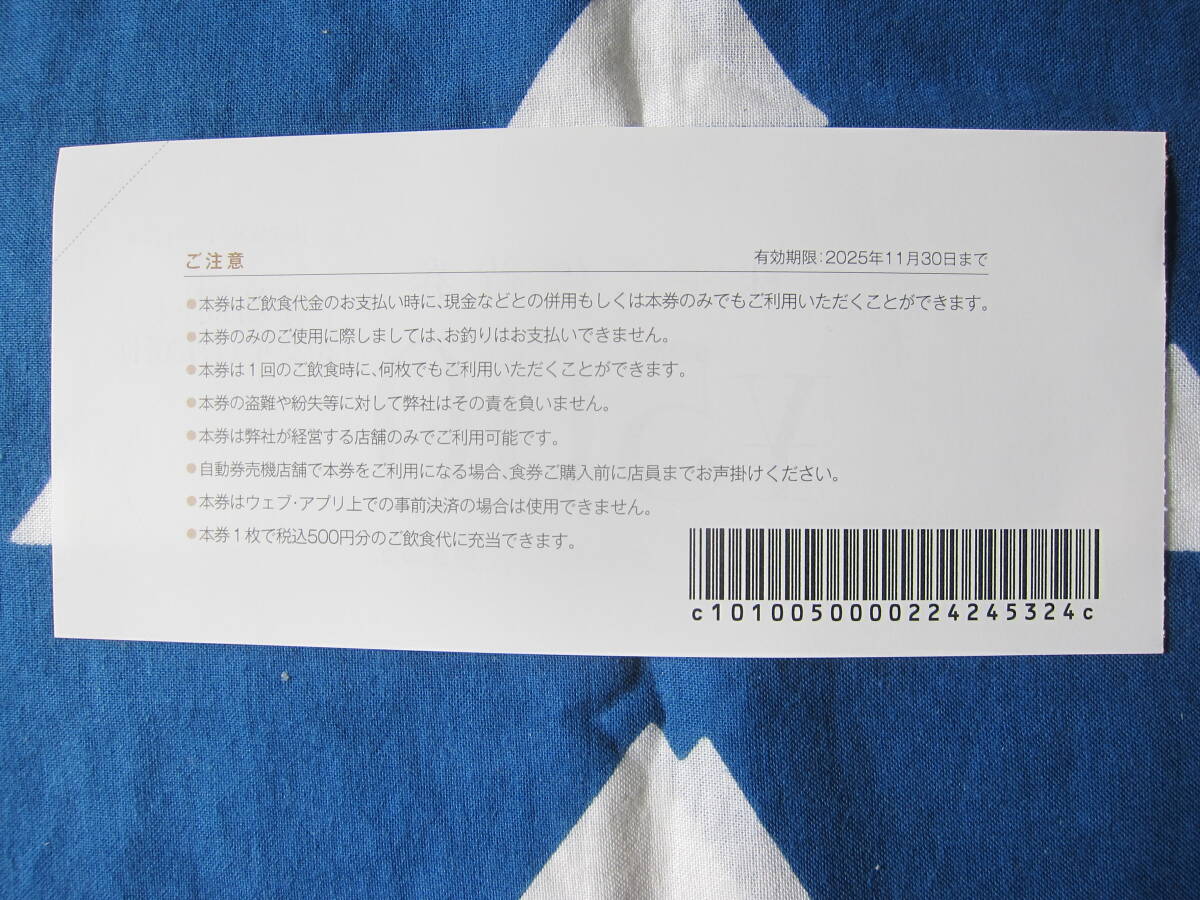 ご注意
有効期限：2025年11月30日まで
●本券はご飲食代金のお支払い時に、現金などとの併用もしくは本券のみでもご利用いただくことができます。
●本券のみのご使用に際しましては、お釣りはお支払いできません。
●本券は1回のご飲食時に、何枚でもご利用いただくことができます。
●本券の盗難や紛失等に対して弊社はその責を負いません。
●本券は弊社が経営する店舗のみでご利用可能です。
●自動券売機店舗で本券をご利用になる場合、食券ご購入前に店員までお声掛けください。
●本券はウェブ・アプリ上での事前決済の場合は使用できません。
●本券1枚で税込500円分のご飲食代に充当できます。
c1010050000224245324c